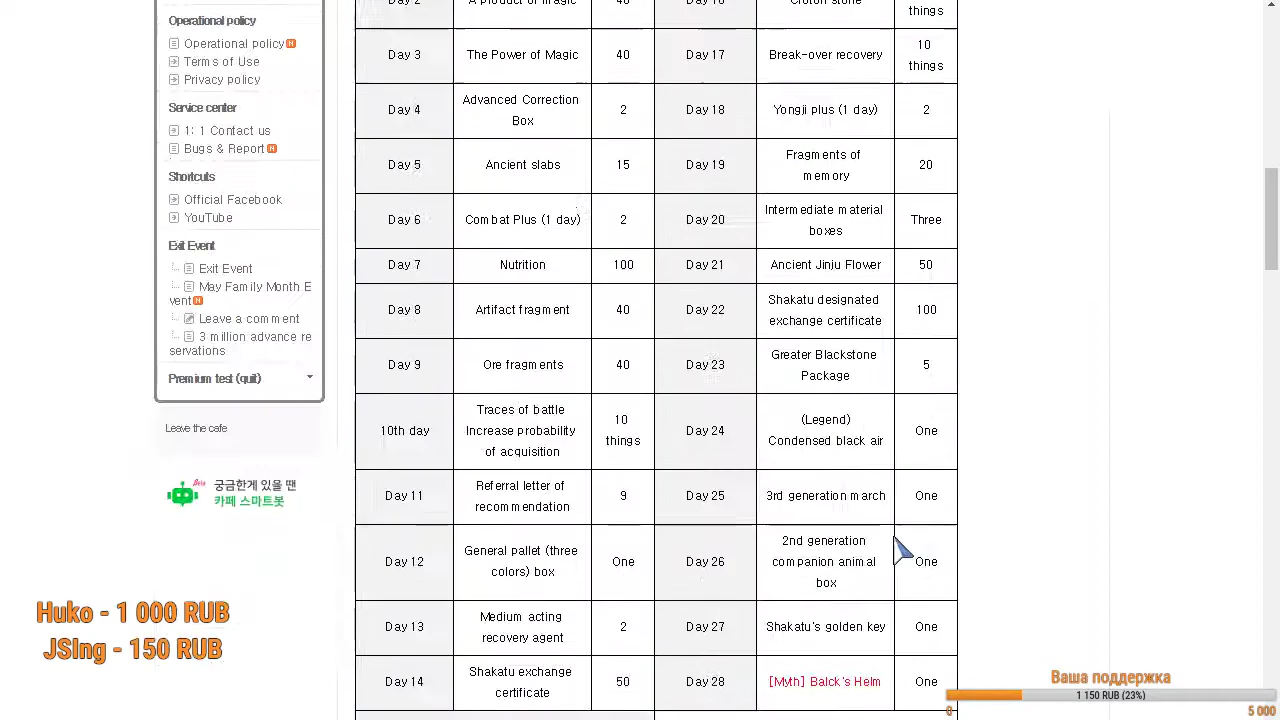 Operational policy
Operational policy N
Terms of Use
Privacy policy
Service center
1: 1 Contact us
Bugs & Report N
Shortcuts
Official Facebook
YouTube
Exit Event
Exit Event
May Family Month E
vent N
Leave a comment
3 million advance re
servations
Premium test (quit)
Leave the cafe
Beta
궁금한게 있을 땐
카페 스마트봇
things
Day 3 The Power of Magic 40 Day 17 Break-over recovery 10
things
Day 4 Advanced Correction
Box 2 Day 18 Yongji plus (1 day) 2
Day 5 Ancient slabs 15 Day 19 Fragments of
memory 20
Day 6 Combat Plus (1 day) 2 Day 20 Intermediate material
boxes Three
Day 7 Nutrition 100 Day 21 Ancient Jinju Flower 50
Day 8 Artifact fragment 40 Day 22 Shakatu designated
exchange certificate 100
Day 9 Ore fragments 40 Day 23 Greater Blackstone
Package 5
10th day Traces of battle
Increase probability
of acquisition 10
things Day 24 (Legend)
Condensed black air One
Day 11 Referral letter of
recommendation 9 Day 25 3rd generation march One
Day 12 General pallet (three
colors) box One Day 26 2nd generation
companion animal
box One
Day 13 Medium acting
recovery agent 2 Day 27 Shakatu's golden key One
Day 14 Shakatu exchange
certificate 50 Day 28 [Myth] Balck's Helm One
Huko - 1 000 RUB
JSIng - 150 RUB
Ваша поддержка
1 150 RUB (23%)
0 5 000